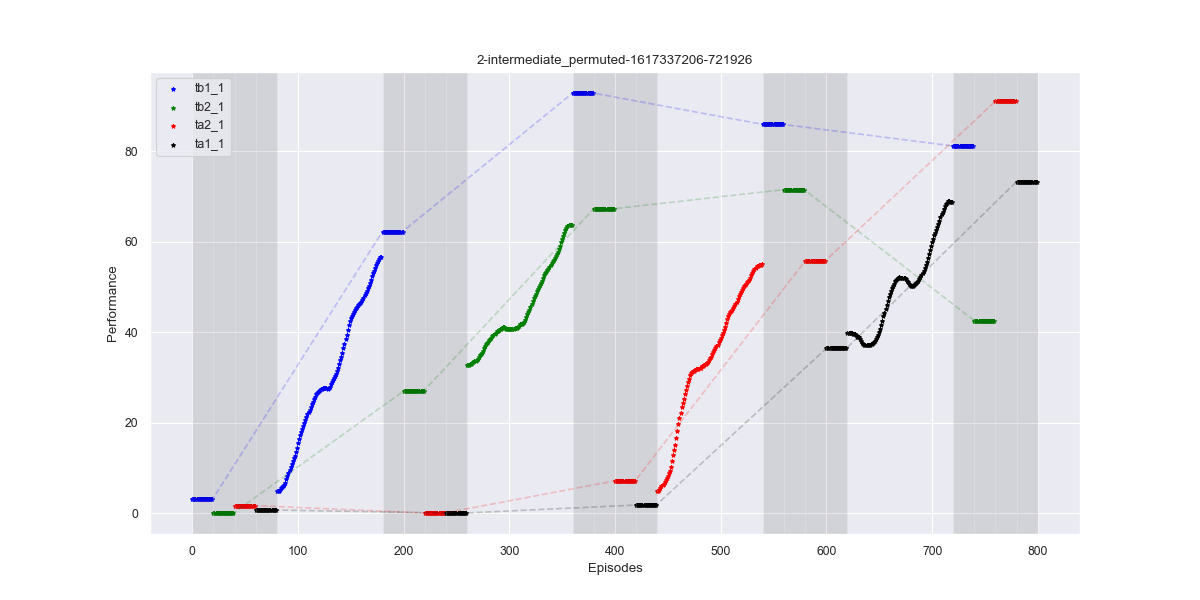 2-intermediate_permuted-1617337206-721926
tb1_1
tb2_1
ta2_1
ta1_1
Performance
80
60
40
20
0
0 100 200 300 400 500 600 700 800
Episodes